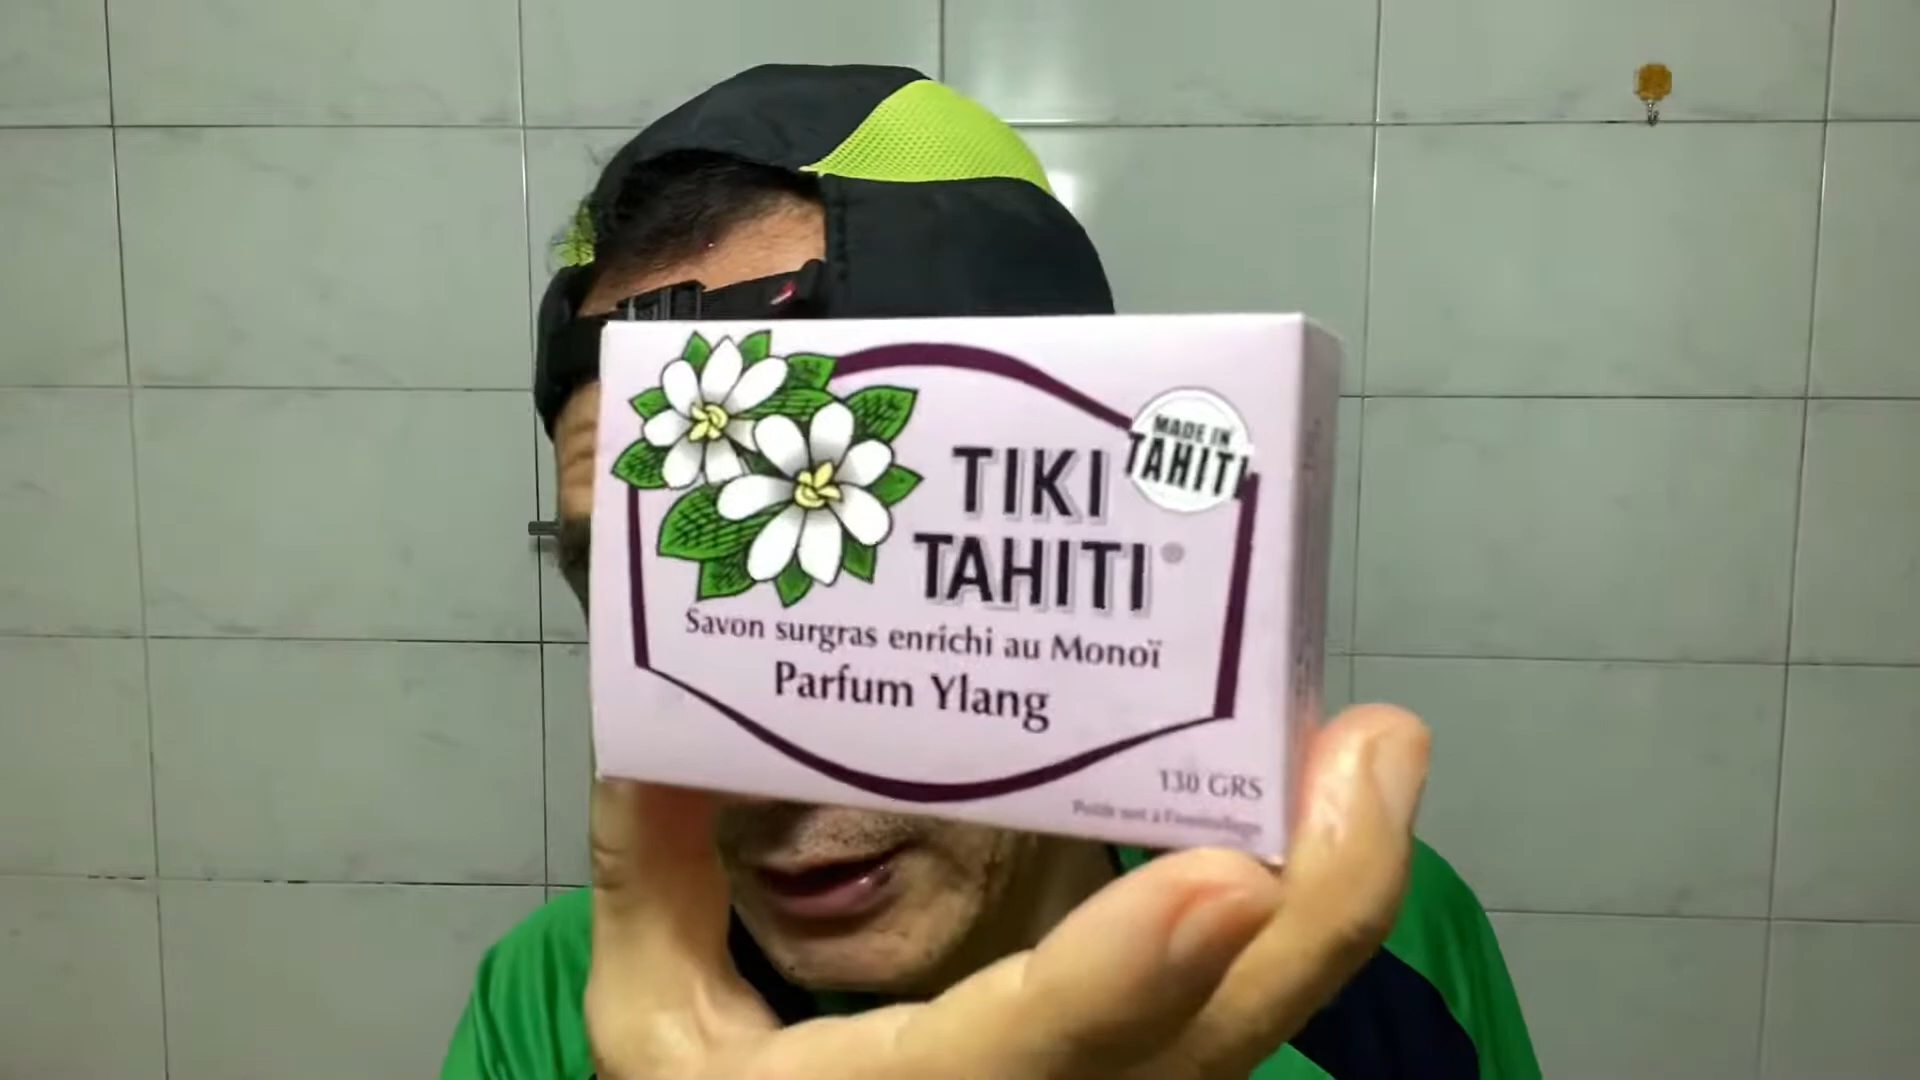 MADE IN
TAHITI
TIKI
TAHITI®
Savon surgras enrichi au Monoï
Parfum Ylang
130 GRS